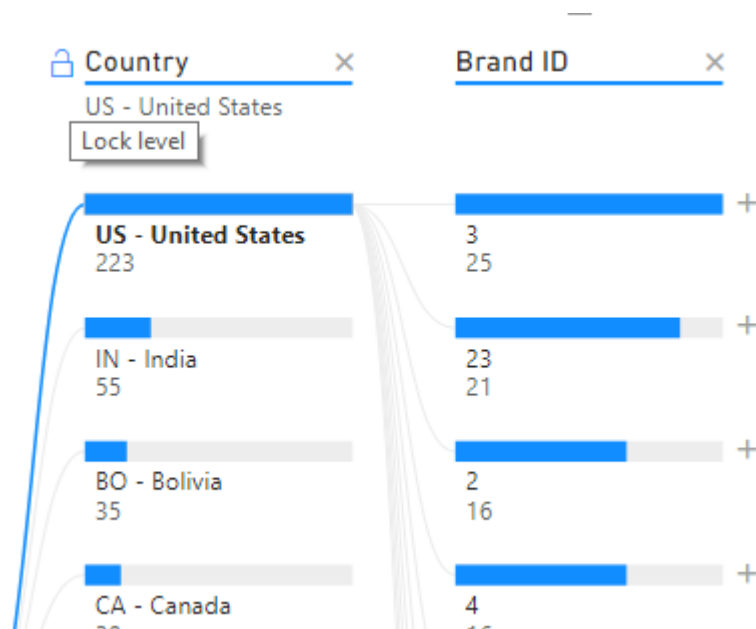 Country
US - United States
Lock level
US - United States
223
IN - India
55
BO - Bolivia
35
CA - Canada
Brand ID
3
25
23
21
2
16
4